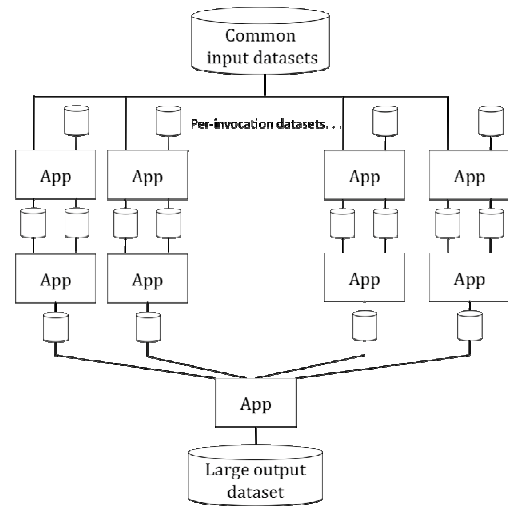 Common
input datasets
Per-invocation datasets. . .
App
App
App
App
App
App
App
App
App
Large output
dataset